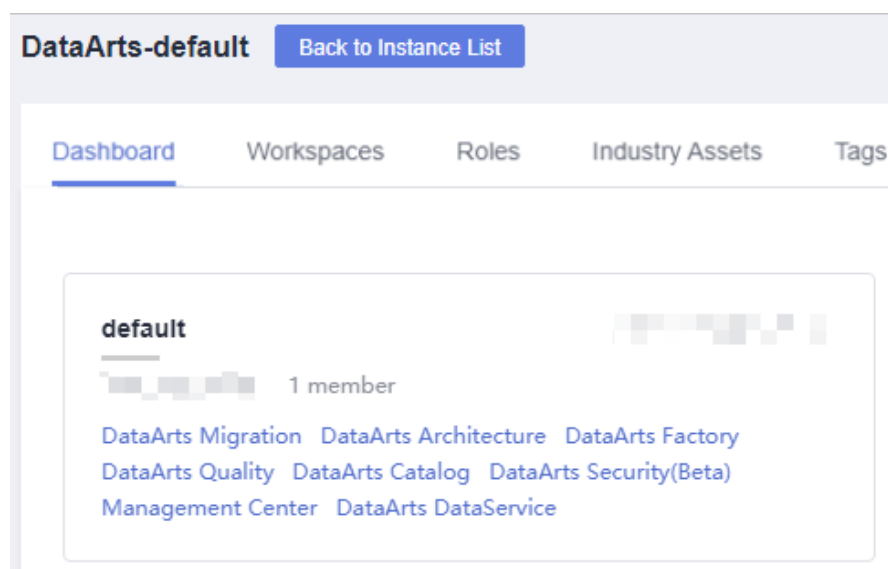 DataArts-default Back to Instance List
Dashboard Workspaces Roles Industry Assets Tags
default
1 member
DataArts Migration DataArts Architecture DataArts Factory
DataArts Quality DataArts Catalog DataArts Security(Beta)
Management Center DataArts DataService